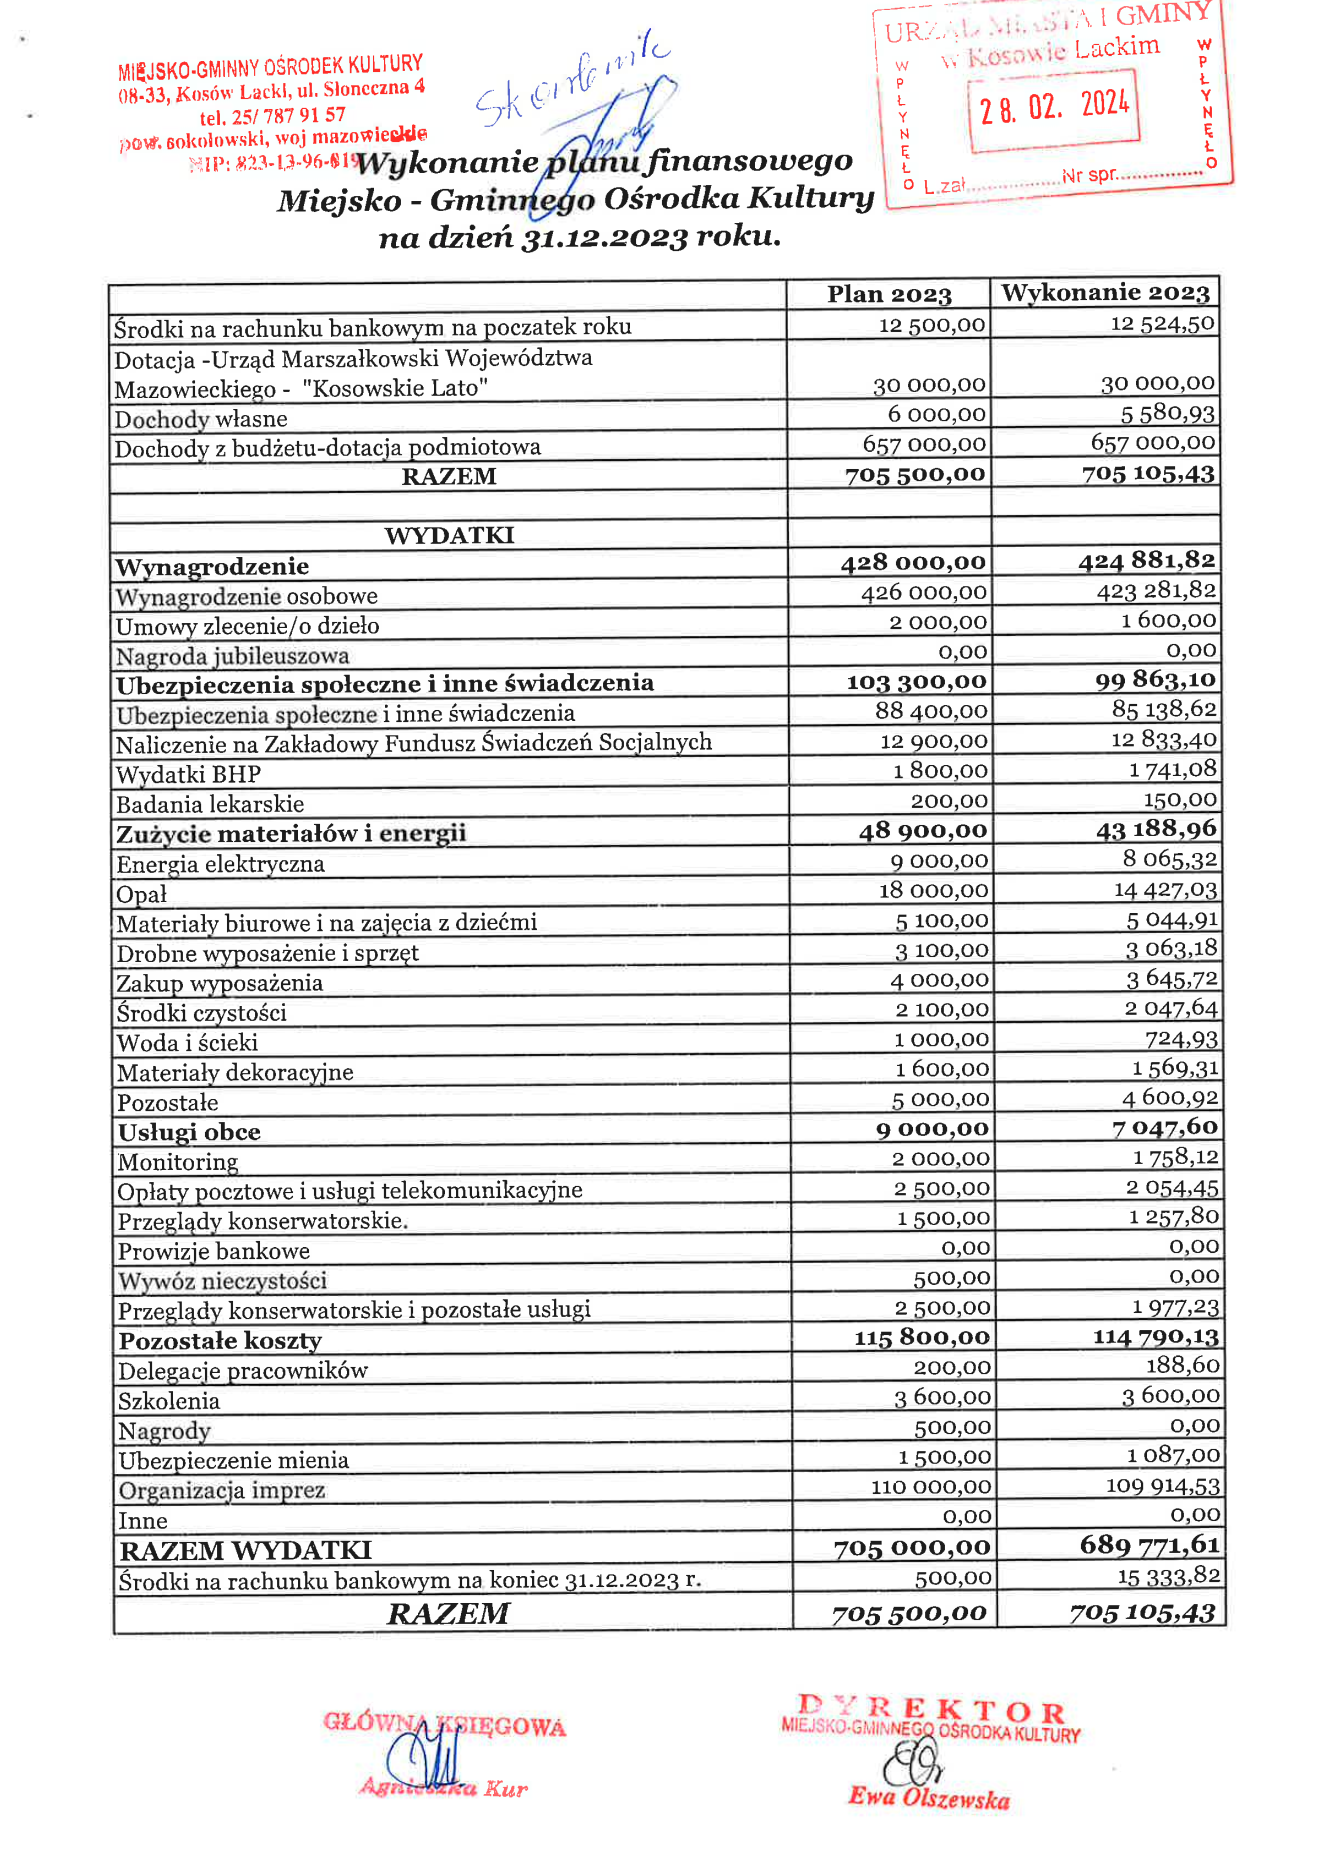 MIEJSKO-GMINNY OŚRODEK KULTURY
08-33, Kosów Lacki, ul. Słoneczna 4
tel. 25/ 787 91 57
pow. sokołowski, woj mazowieckie
NIP: 823-13-96-819
Skarbnik
URZĄD MIASTA I GMINY
w Kosowie Lackim
WPŁYNĘŁO
28. 02. 2024
WPŁYNĘŁO
L.zał.................Nr spr................
Wykonanie planu finansowego
Miejsko - Gminnego Ośrodka Kultury
na dzień 31.12.2023 roku.
Plan 2023 Wykonanie 2023
Środki na rachunku bankowym na poczatek roku 12 500,00 12 524,50
Dotacja -Urząd Marszałkowski Województwa
Mazowieckiego - "Kosowskie Lato" 30 000,00 30 000,00
Dochody własne 6 000,00 5 580,93
Dochody z budżetu-dotacja podmiotowa 657 000,00 657 000,00
RAZEM 705 500,00 705 105,43
WYDATKI
Wynagrodzenie 428 000,00 424 881,82
Wynagrodzenie osobowe 426 000,00 423 281,82
Umowy zlecenie/o dzieło 2 000,00 1 600,00
Nagroda jubileuszowa 0,00 0,00
Ubezpieczenia społeczne i inne świadczenia 103 300,00 99 863,10
Ubezpieczenia społeczne i inne świadczenia 88 400,00 85 138,62
Naliczenie na Zakładowy Fundusz Świadczeń Socjalnych 12 900,00 12 833,40
Wydatki BHP 1 800,00 1 741,08
Badania lekarskie 200,00 150,00
Zużycie materiałów i energii 48 900,00 43 188,96
Energia elektryczna 9 000,00 8 065,32
Opał 18 000,00 14 427,03
Materiały biurowe i na zajęcia z dziećmi 5 100,00 5 044,91
Drobne wyposażenie i sprzęt 3 100,00 3 063,18
Zakup wyposażenia 4 000,00 3 645,72
Środki czystości 2 100,00 2 047,64
Woda i ścieki 1 000,00 724,93
Materiały dekoracyjne 1 600,00 1 569,31
Pozostałe 5 000,00 4 600,92
Usługi obce 9 000,00 7 047,60
Monitoring 2 000,00 1 758,12
Opłaty pocztowe i usługi telekomunikacyjne 2 500,00 2 054,45
Przeglądy konserwatorskie. 1 500,00 1 257,80
Prowizje bankowe 0,00 0,00
Wywóz nieczystości 500,00 0,00
Przeglądy konserwatorskie i pozostałe usługi 2 500,00 1 977,23
Pozostałe koszty 115 800,00 114 790,13
Delegacje pracowników 200,00 188,60
Szkolenia 3 600,00 3 600,00
Nagrody 500,00 0,00
Ubezpieczenie mienia 1 500,00 1 087,00
Organizacja imprez 110 000,00 109 914,53
Inne 0,00 0,00
RAZEM WYDATKI 705 000,00 689 771,61
Środki na rachunku bankowym na koniec 31.12.2023 r. 500,00 15 333,82
RAZEM 705 500,00 705 105,43
GŁÓWNA KSIĘGOWA
Agnieszka Kur
DYREKTOR
MIEJSKO-GMINNEGO OŚRODKA KULTURY
Ewa Olszewska